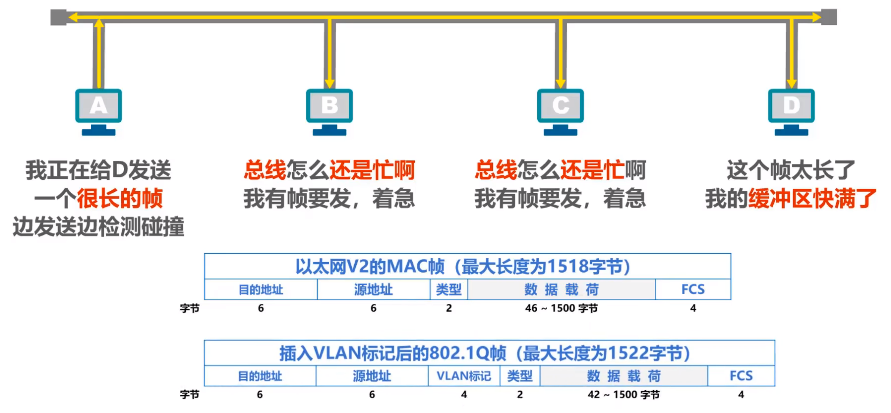 A
B
C
D
我正在给D发送
一个很长的帧
边发送边检测碰撞
总线怎么还是忙啊
我有帧要发，着急
总线怎么还是忙啊
我有帧要发，着急
这个帧太长了
我的缓冲区快满了
以太网V2的MAC帧（最大长度为1518字节）
目的地址 源地址 类型 数 据 载 荷 FCS
字节 6 6 2 46 ~ 1500 字节 4
插入VLAN标记后的802.1Q帧（最大长度为1522字节）
目的地址 源地址 VLAN标记 类型 数 据 载 荷 FCS
字节 6 6 4 2 42 ~ 1500 字节 4